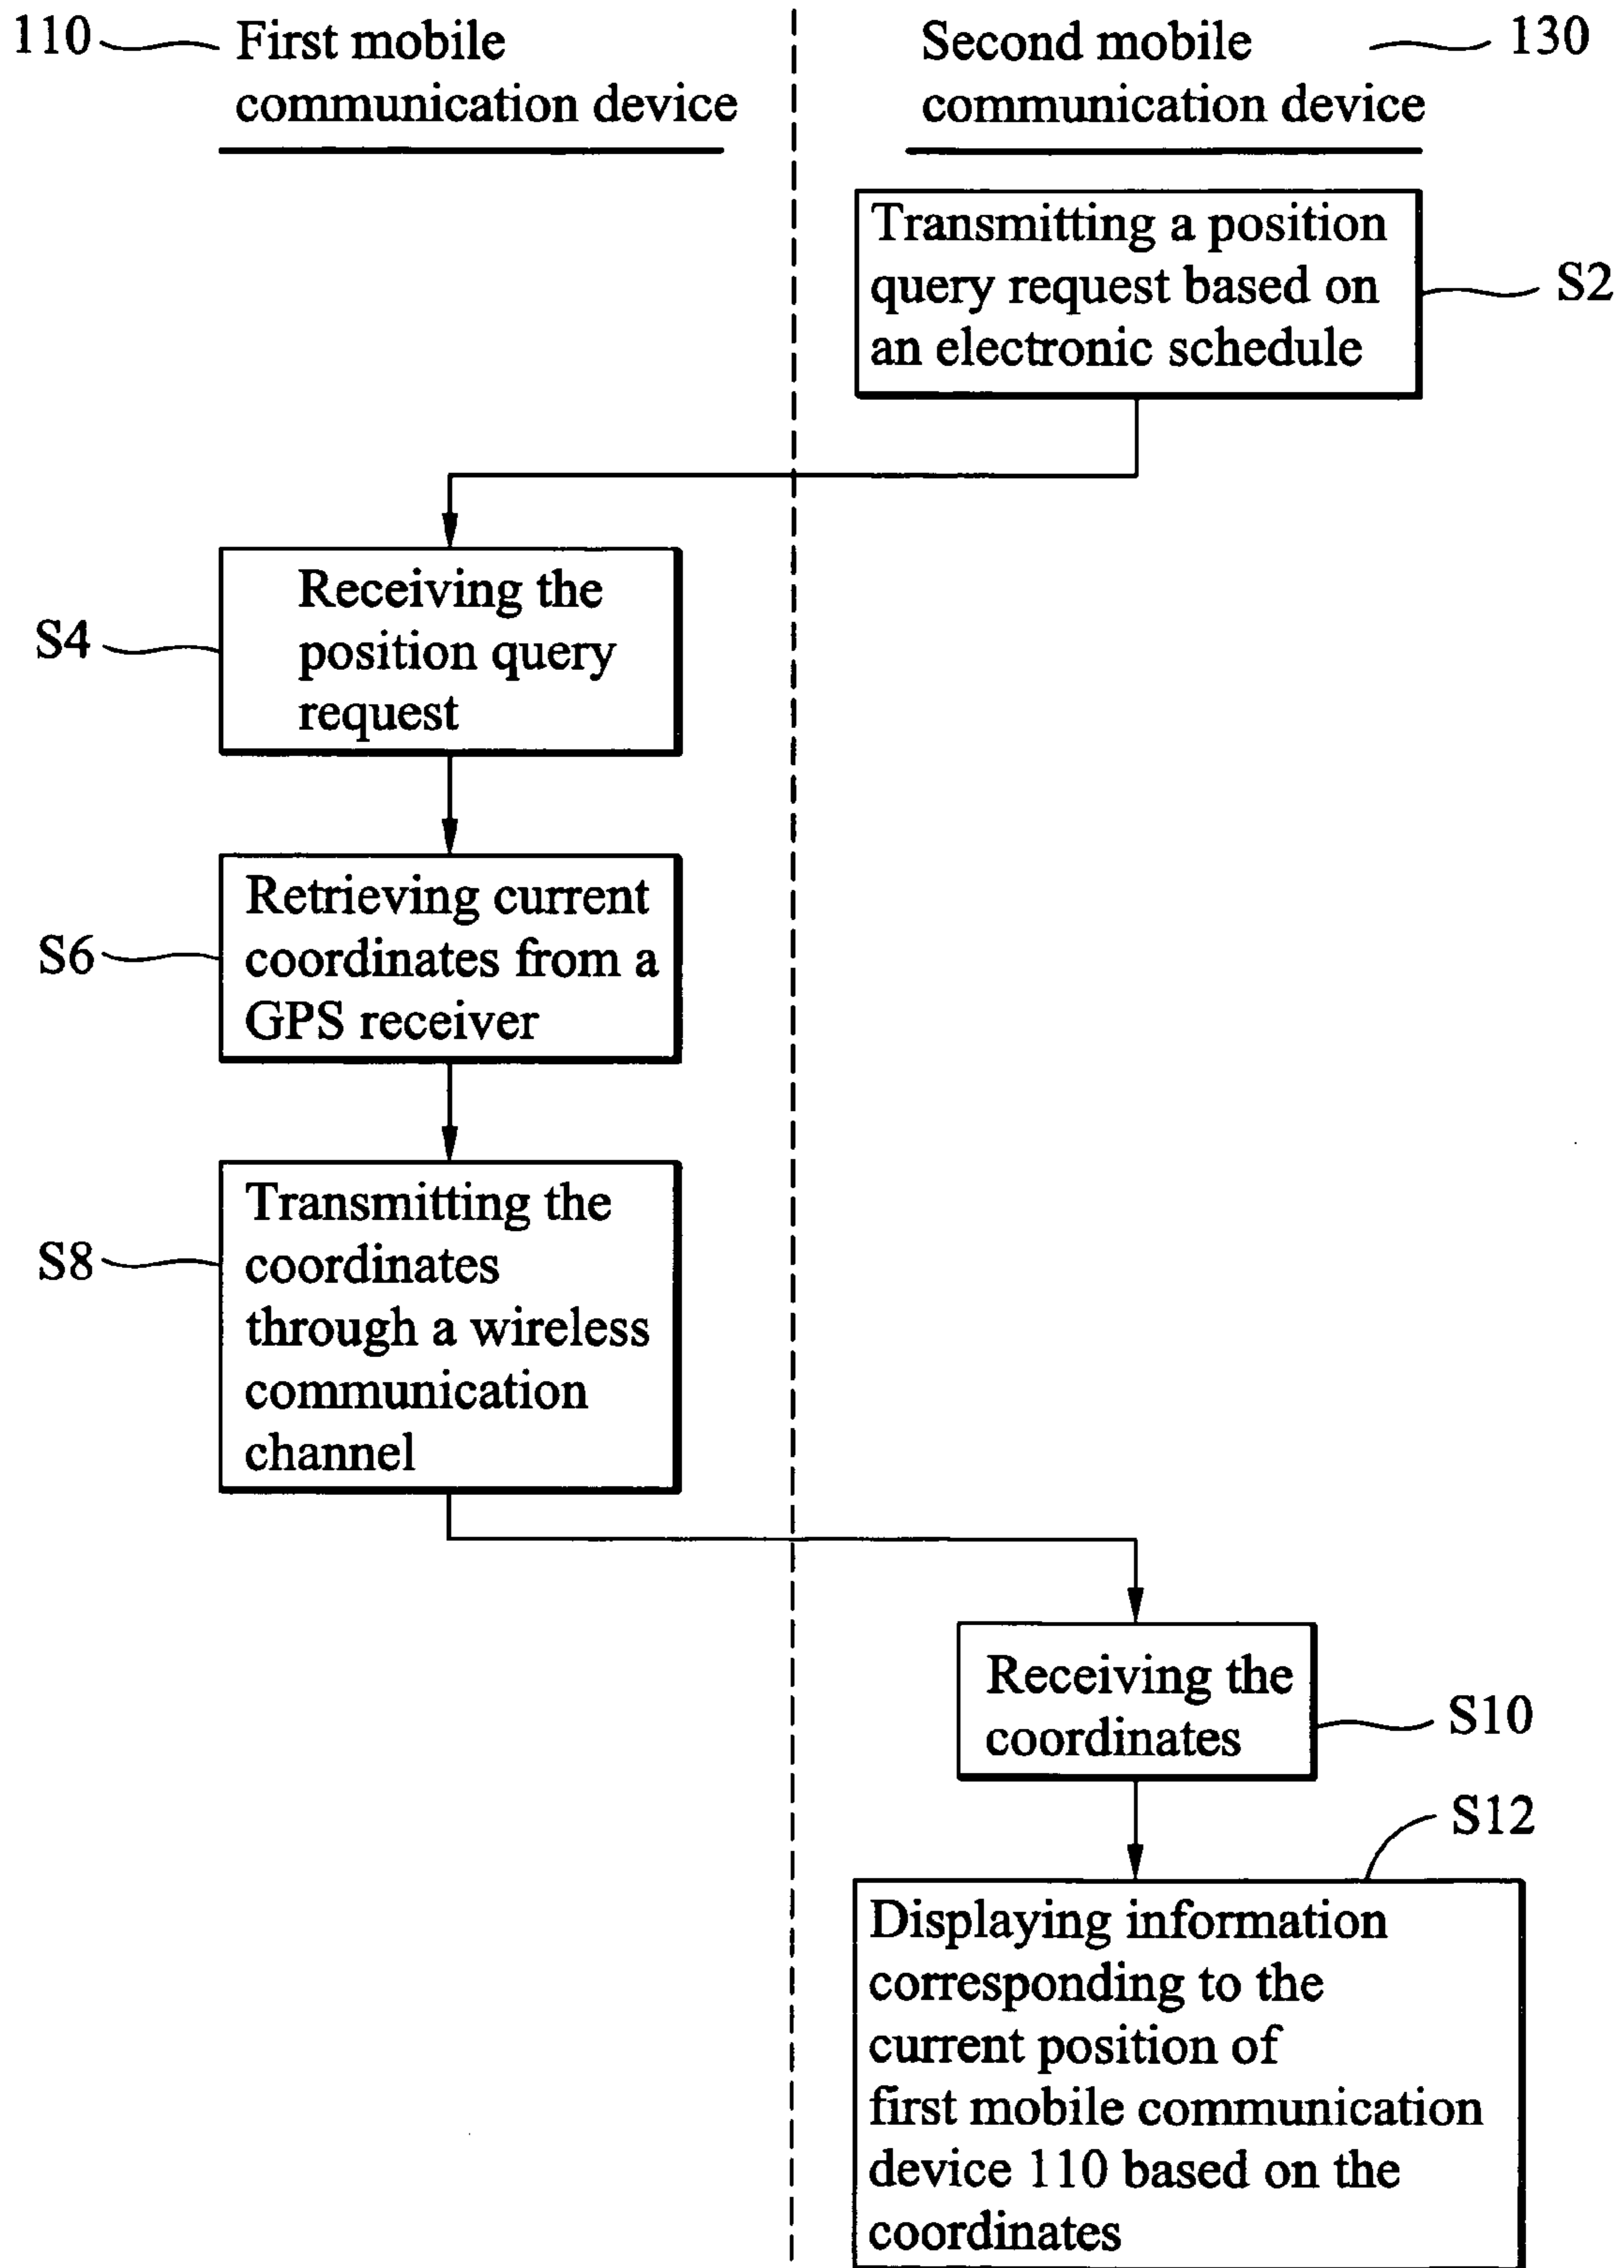 110
First mobile
communication device
Second mobile
communication device
130
Transmitting a position
query request based on
an electronic schedule
S2
Receiving the
position query
request
S4
Retrieving current
coordinates from a
GPS receiver
S6
Transmitting the
coordinates
through a wireless
communication
channel
S8
Receiving the
coordinates
S10
S12
Displaying information
corresponding to the
current position of
first mobile communication
device 110 based on the
coordinates